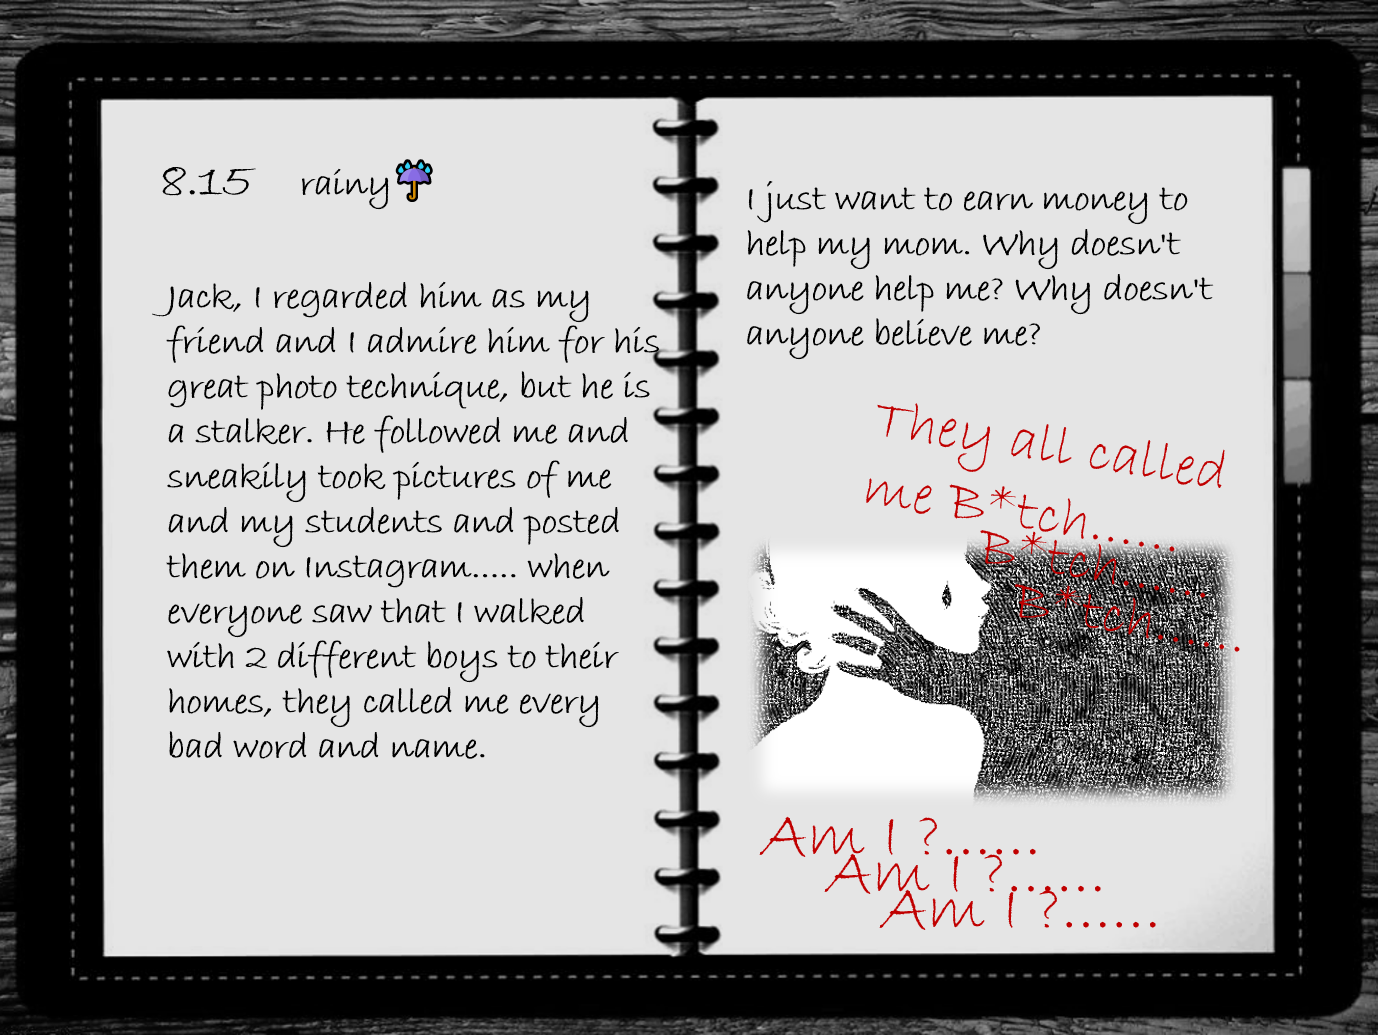 8.15 rainy
Jack, I regarded him as my
friend and I admire him for his
great photo technique, but he is
a stalker. He followed me and
sneakily took pictures of me
and my students and posted
them on Instagram..... when
everyone saw that I walked
with 2 different boys to their
homes, they called me every
bad word and name.
I just want to earn money to
help my mom. Why doesn't
anyone help me? Why doesn't
anyone believe me?
They all called
me B*tch......
B*tch......
B*tch......
Am I ?......
Am I ?......
Am I ?......